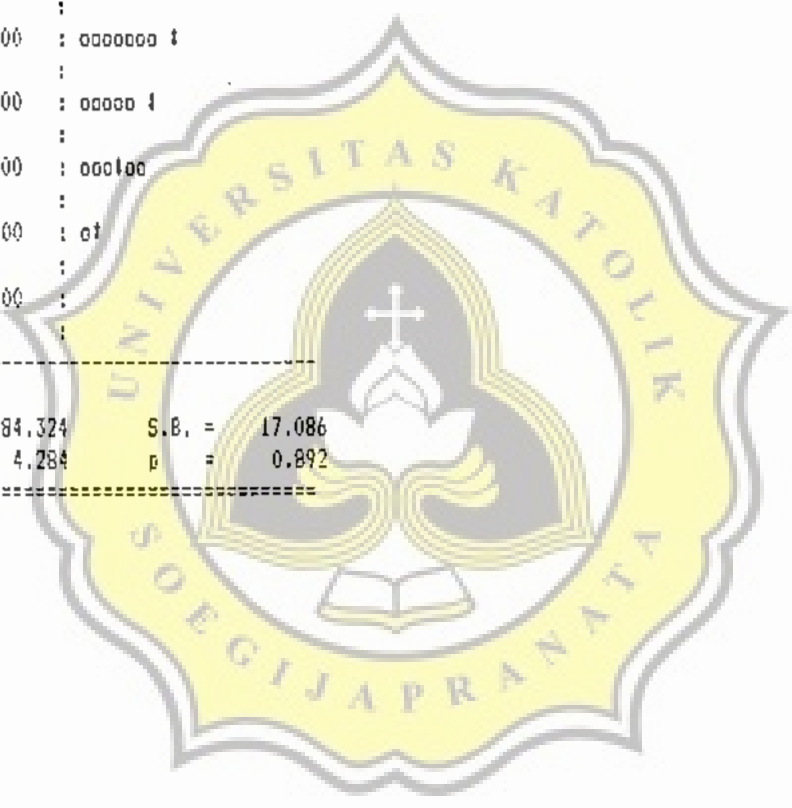 :
00 : ooooooo *
:
00 : ooooo *
:
00 : ooo*oo
:
00 : o*
:
00 :
:
--------------------------------
84.324 S.B. = 17.086
4.284 p = 0.892
================================
UNIVERSITAS KATOLIK
SOEGIJAPRANATA